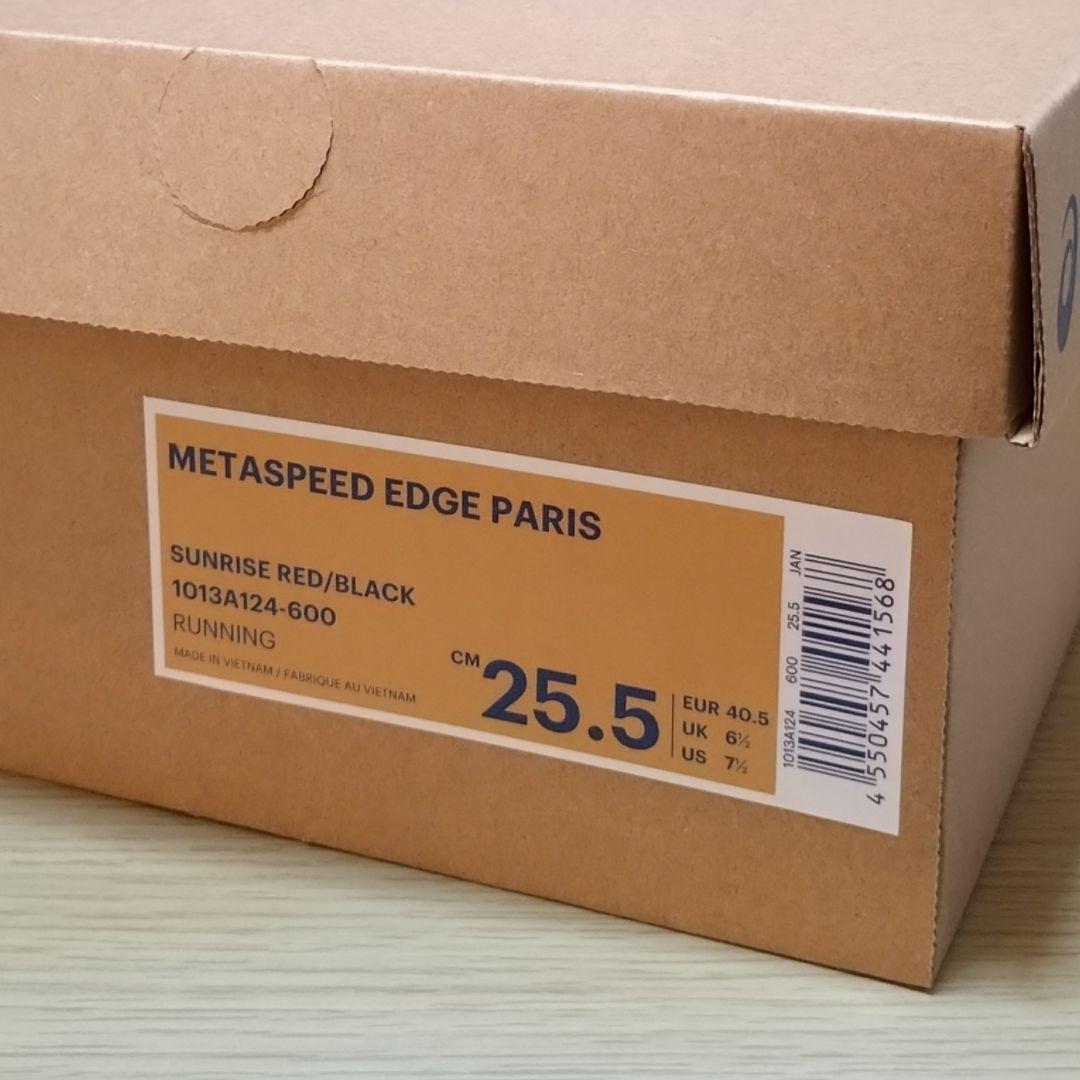 METASPEED EDGE PARIS
SUNRISE RED/BLACK
1013A124-600
RUNNING
MADE IN VIETNAM / FABRIQUE AU VIETNAM
CM 25.5
EUR 40.5
UK 6½
US 7½
1013A124 600 25.5 JAN
4 550457 441568